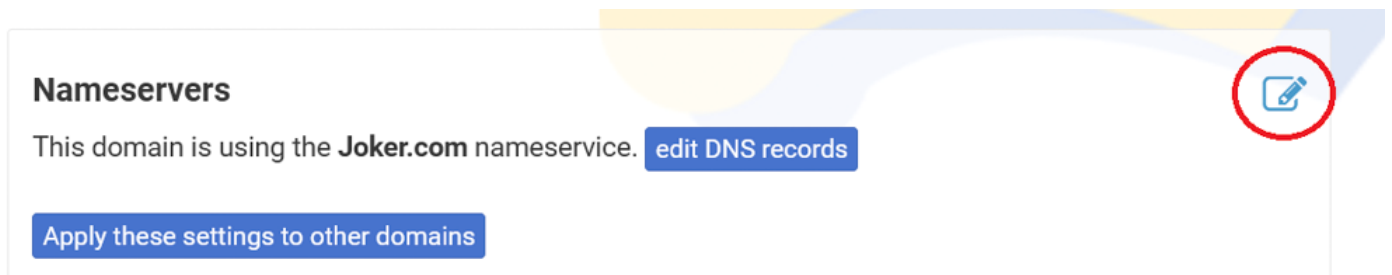 Nameservers
This domain is using the Joker.com nameservice. edit DNS records
Apply these settings to other domains